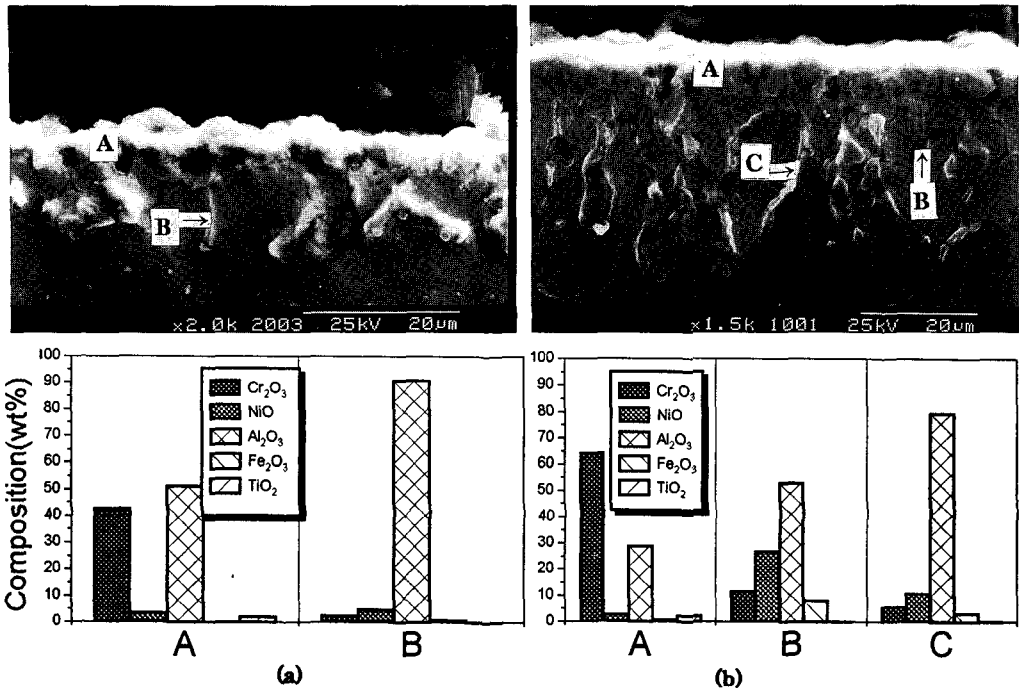 A
B
x2.0k 2003 25kV 20μm
A
C
B
x1.5k 1001 25kV 20μm
Composition(wt%)
100
90
80
70
60
50
40
30
20
10
0
Cr₂O₃
NiO
Al₂O₃
Fe₂O₃
TiO₂
A
B
(a)
100
90
80
70
60
50
40
30
20
10
0
Cr₂O₃
NiO
Al₂O₃
Fe₂O₃
TiO₂
A
B
C
(b)